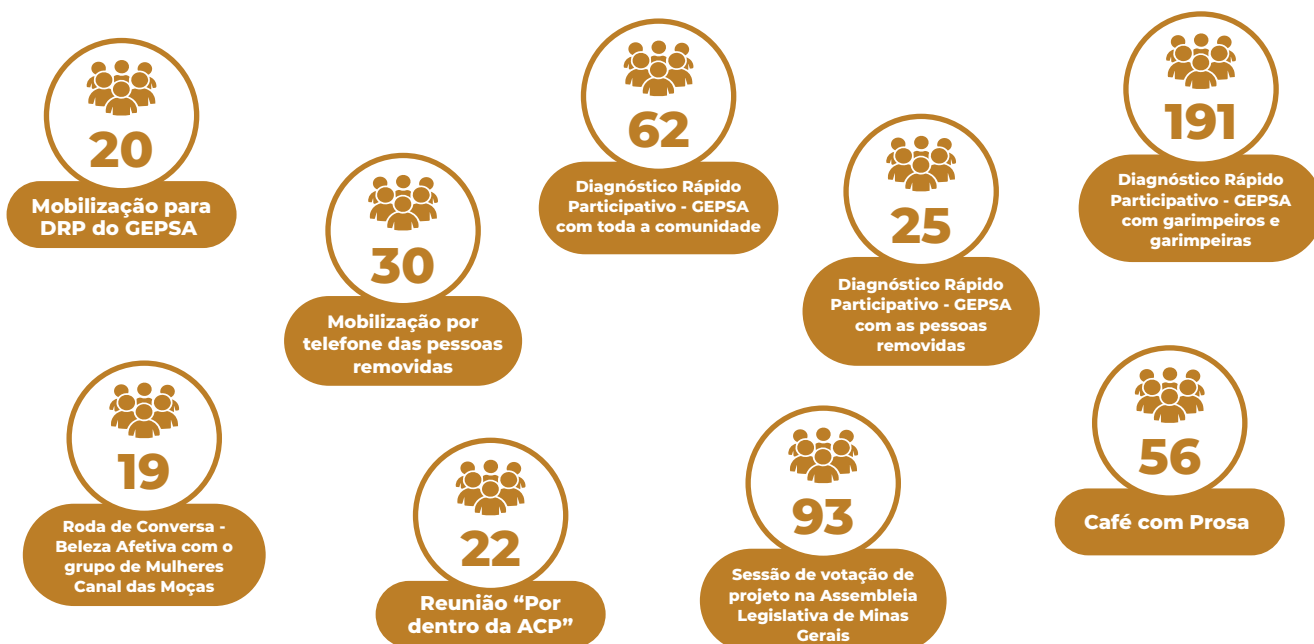 20
Mobilização para
DRP do GEPSA
30
Mobilização por
telefone das pessoas
removidas
62
Diagnóstico Rápido
Participativo - GEPSA
com toda a comunidade
25
Diagnóstico Rápido
Participativo - GEPSA
com as pessoas
removidas
191
Diagnóstico Rápido
Participativo - GEPSA
com garimpeiros e
garimpeiras
19
Roda de Conversa -
Beleza Afetiva com o
grupo de Mulheres
Canal das Moças
22
Reunião “Por
dentro da ACP”
93
Sessão de votação de
projeto na Assembleia
Legislativa de Minas
Gerais
56
Café com Prosa